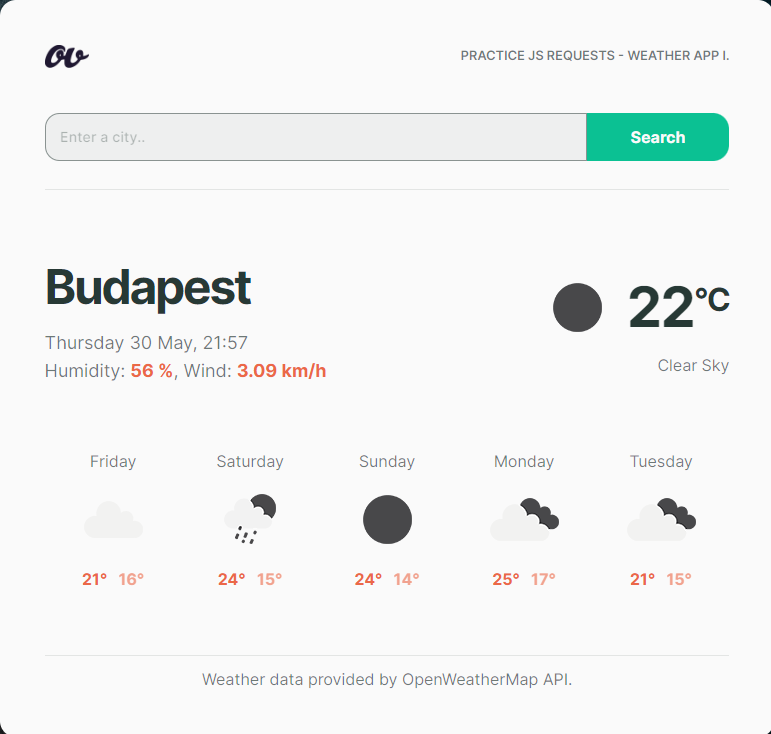 ov
PRACTICE JS REQUESTS - WEATHER APP I.
Enter a city..
Search
Budapest
22°C
Thursday 30 May, 21:57
Clear Sky
Humidity: 56 %, Wind: 3.09 km/h
Friday Saturday Sunday Monday Tuesday
21° 16° 24° 15° 24° 14° 25° 17° 21° 15°
Weather data provided by OpenWeatherMap API.